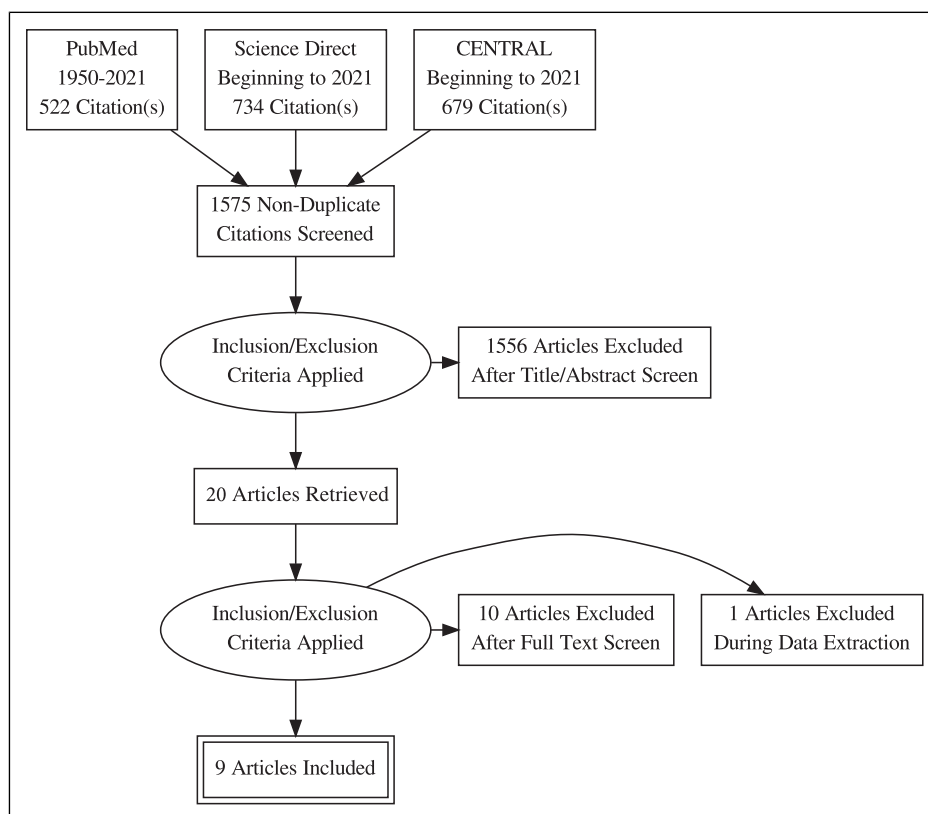 PubMed
1950-2021
522 Citation(s)
Science Direct
Beginning to 2021
734 Citation(s)
CENTRAL
Beginning to 2021
679 Citation(s)
1575 Non-Duplicate
Citations Screened
Inclusion/Exclusion
Criteria Applied
1556 Articles Excluded
After Title/Abstract Screen
20 Articles Retrieved
Inclusion/Exclusion
Criteria Applied
10 Articles Excluded
After Full Text Screen
1 Articles Excluded
During Data Extraction
9 Articles Included